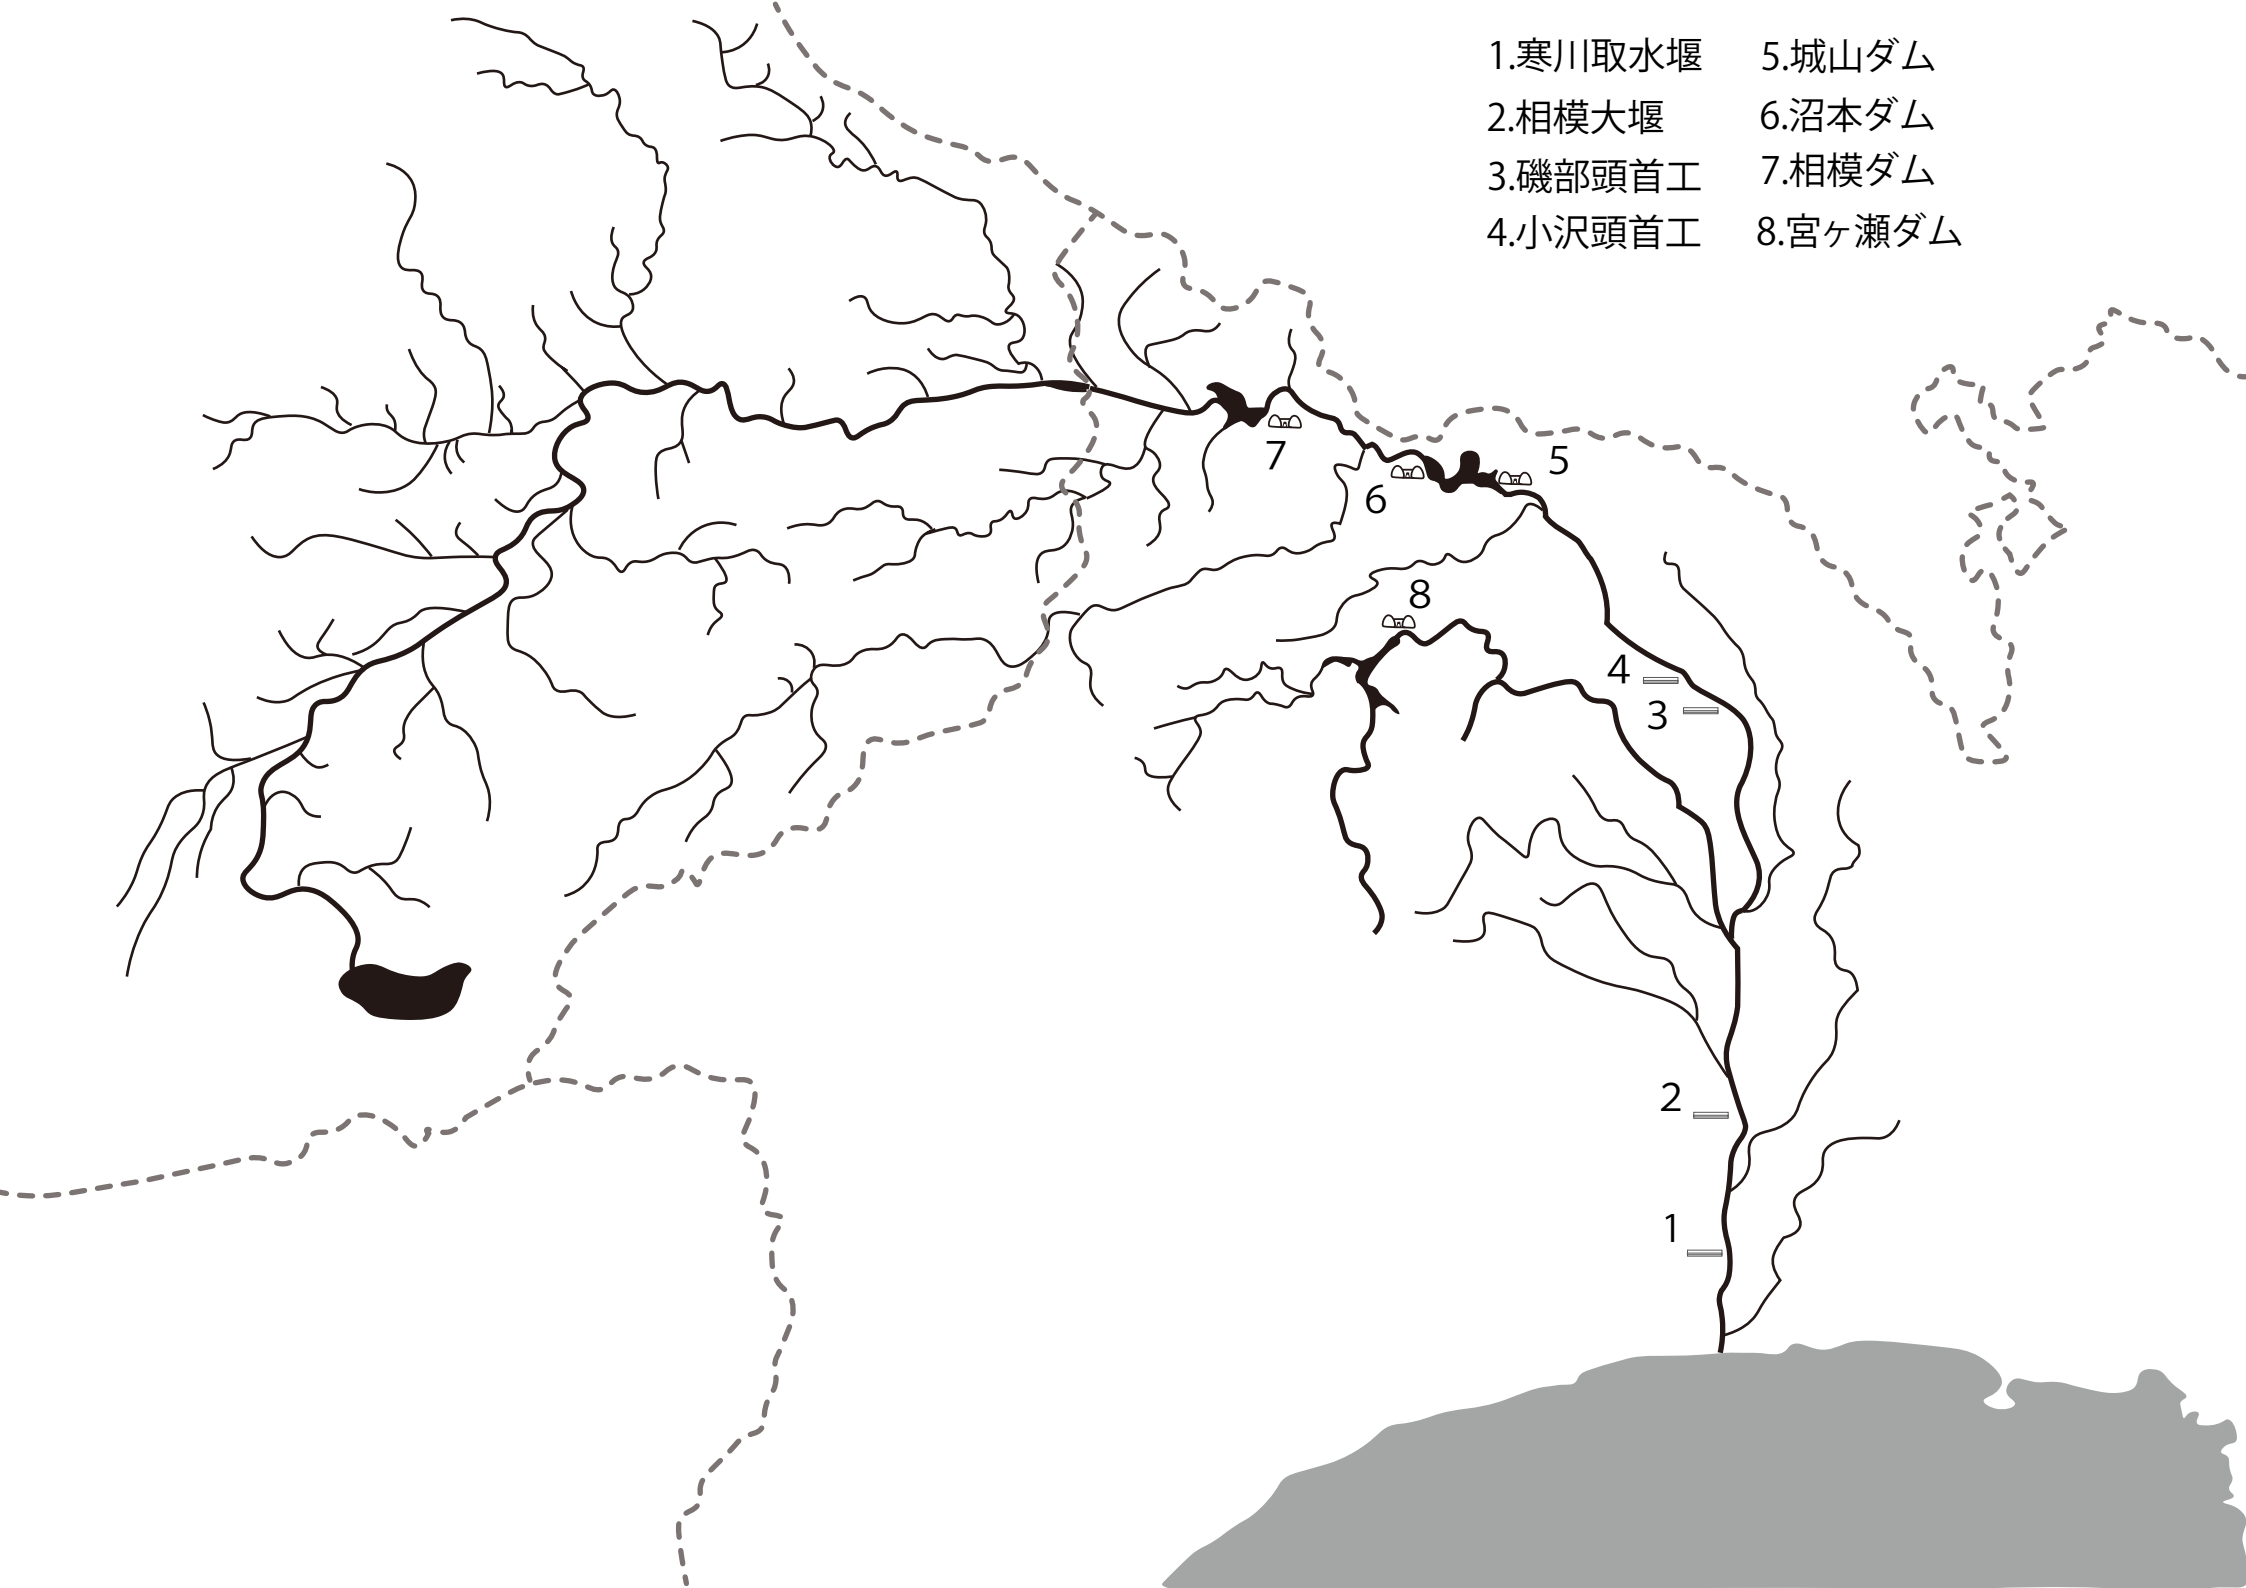 1.寒川取水堰
2.相模大堰
3.磯部頭首工
4.小沢頭首工
5.城山ダム
6.沼本ダム
7.相模ダム
8.宮ヶ瀬ダム
7
5
6
8
4
3
2
1